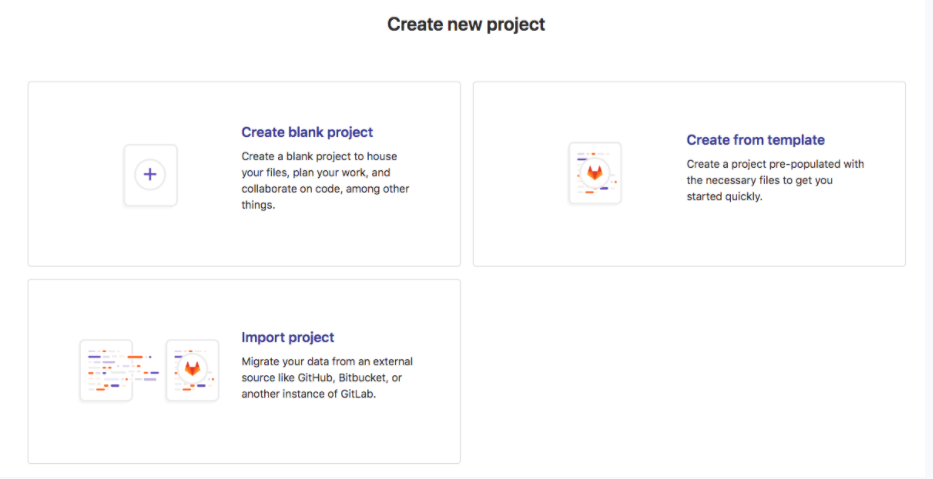 Create new project
Create blank project
Create a blank project to house
your files, plan your work, and
collaborate on code, among other
things.
Create from template
Create a project pre-populated with
the necessary files to get you
started quickly.
Import project
Migrate your data from an external
source like GitHub, Bitbucket, or
another instance of GitLab.